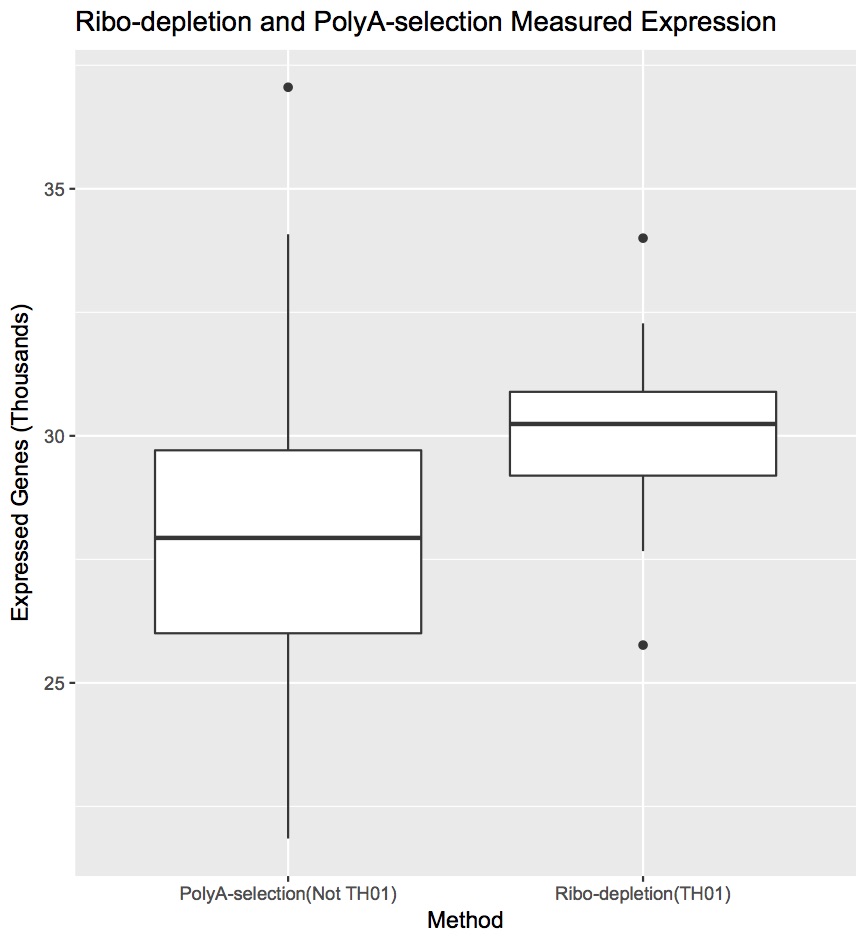 Ribo-depletion and PolyA-selection Measured Expression
Expressed Genes (Thousands)
35
30
25
PolyA-selection(Not TH01)
Ribo-depletion(TH01)
Method